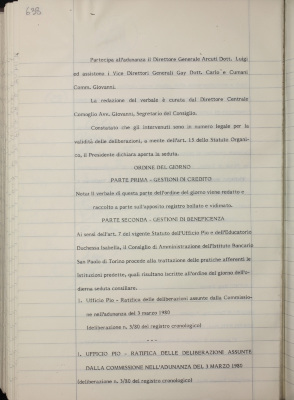 638
Partecipa all'adunanza il Direttore Generale Arcuti Dott. Luigi
ed assistono i Vice Direttori Generali Gay Dott. Carlo e Cumani
Comm. Giovanni.
La redazione del verbale è curata dal Direttore Centrale
Comoglio Avv. Giovanni, Segretario del Consiglio.
Constatato che gli intervenuti sono in numero legale per la
validità delle deliberazioni, a mente dell'art. 15 dello Statuto Organi-
co, il Presidente dichiara aperta la seduta.
ORDINE DEL GIORNO
PARTE PRIMA - GESTIONI DI CREDITO
Nota: il verbale di questa parte dell'ordine del giorno viene redatto e
raccolto a parte sull'apposito registro bollato e vidimato.
PARTE SECONDA - GESTIONI DI BENEFICENZA
Ai sensi dell'art. 7 del vigente Statuto dell'Ufficio Pio e dell'Educatorio
Duchessa Isabella, il Consiglio di Amministrazione dell'Istituto Bancario
San Paolo di Torino procede alla trattazione delle pratiche afferenti le
istituzioni predette, quali risultano iscritte all'ordine del giorno dell'o-
dierna seduta consiliare.
1. Ufficio Pio - Ratifica delle deliberazioni assunte dalla Commissio-
ne nell'adunanza del 3 marzo 1980
(deliberazione n. 3/80 del registro cronologico)
1. UFFICIO PIO - RATIFICA DELLE DELIBERAZIONI ASSUNTE
DALLA COMMISSIONE NELL'ADUNANZA DEL 3 MARZO 1980
(deliberazione n. 3/80 del registro cronologico)